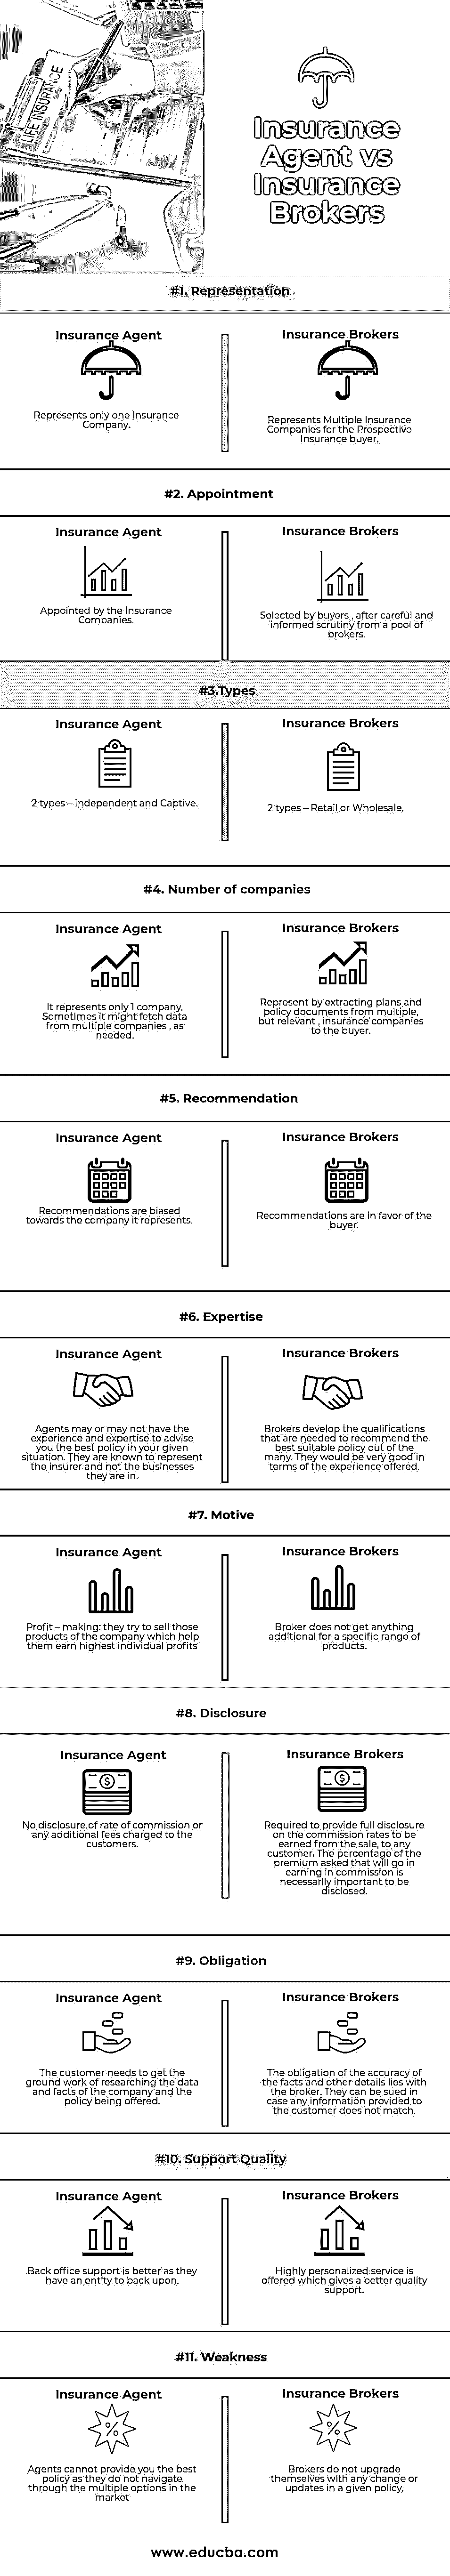 LIFE INSURANCE
Insurance
Agent vs
Insurance
Brokers
#1. Representation
Insurance Agent
Represents only one Insurance
Company.
Insurance Brokers
Represents Multiple Insurance
Companies for the Prospective
Insurance buyer.
#2. Appointment
Insurance Agent
Appointed by the Insurance
Companies.
Insurance Brokers
Selected by buyers , after careful and
informed scrutiny from a pool of
brokers.
#3.Types
Insurance Agent
2 types – Independent and Captive.
Insurance Brokers
2 types – Retail or Wholesale.
#4. Number of companies
Insurance Agent
It represents only 1 company.
Sometimes it might fetch data
from multiple companies , as
needed.
Insurance Brokers
Represent by extracting plans and
policy documents from multiple,
but relevant , insurance companies
to the buyer.
#5. Recommendation
Insurance Agent
Recommendations are biased
towards the company it represents.
Insurance Brokers
Recommendations are in favor of the
buyer.
#6. Expertise
Insurance Agent
Agents may or may not have the
experience and expertise to advise
you the best policy in your given
situation. They are known to represent
the insurer and not the businesses
they are in.
Insurance Brokers
Brokers develop the qualifications
that are needed to recommend the
best suitable policy out of the
many. They would be very good in
terms of the experience offered.
#7. Motive
Insurance Agent
Profit – making: they try to sell those
products of the company which help
them earn highest individual profits
Insurance Brokers
Broker does not get anything
additional for a specific range of
products.
#8. Disclosure
Insurance Agent
No disclosure of rate of commission or
any additional fees charged to the
customers.
Insurance Brokers
Required to provide full disclosure
on the commission rates to be
earned from the sale, to any
customer. The percentage of the
premium asked that will go in
earning in commission is
necessarily important to be
disclosed.
#9. Obligation
Insurance Agent
The customer needs to get the
ground work of researching the data
and facts of the company and the
policy being offered.
Insurance Brokers
The obligation of the accuracy of
the facts and other details lies with
the broker. They can be sued in
case any information provided to
the customer does not match.
#10. Support Quality
Insurance Agent
Back office support is better as they
have an entity to back upon.
Insurance Brokers
Highly personalized service is
offered which gives a better quality
support.
#11. Weakness
Insurance Agent
Agents cannot provide you the best
policy as they do not navigate
through the multiple options in the
market
Insurance Brokers
Brokers do not upgrade
themselves with any change or
updates in a given policy.
www.educba.com